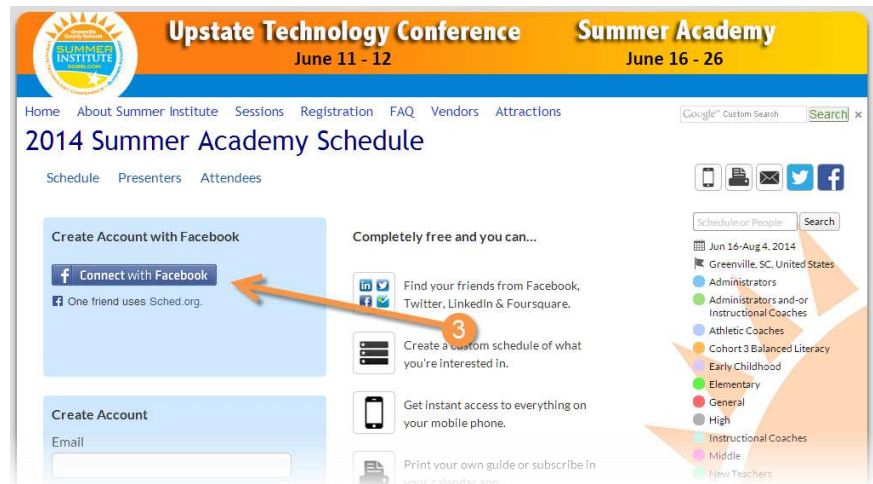 Greenville
County Schools
SUMMER
INSTITUTE
Upstate Technology Conference
June 11 - 12
Summer Academy
June 16 - 26
Home About Summer Institute Sessions Registration FAQ Vendors Attractions
Google™ Custom Search Search ×
2014 Summer Academy Schedule
Schedule Presenters Attendees
Create Account with Facebook
f Connect with Facebook
One friend uses Sched.org.
Create Account
Email
Completely free and you can...
Find your friends from Facebook,
Twitter, LinkedIn & Foursquare.
3
Create a custom schedule of what
you're interested in.
Get instant access to everything on
your mobile phone.
Print your own guide or subscribe in
your calendar app.
Schedule or People Search
Jun 16-Aug 4, 2014
Greenville, SC, United States
Administrators
Administrators and-or
Instructional Coaches
Athletic Coaches
Cohort 3 Balanced Literacy
Early Childhood
Elementary
General
High
Instructional Coaches
Middle
New Teachers